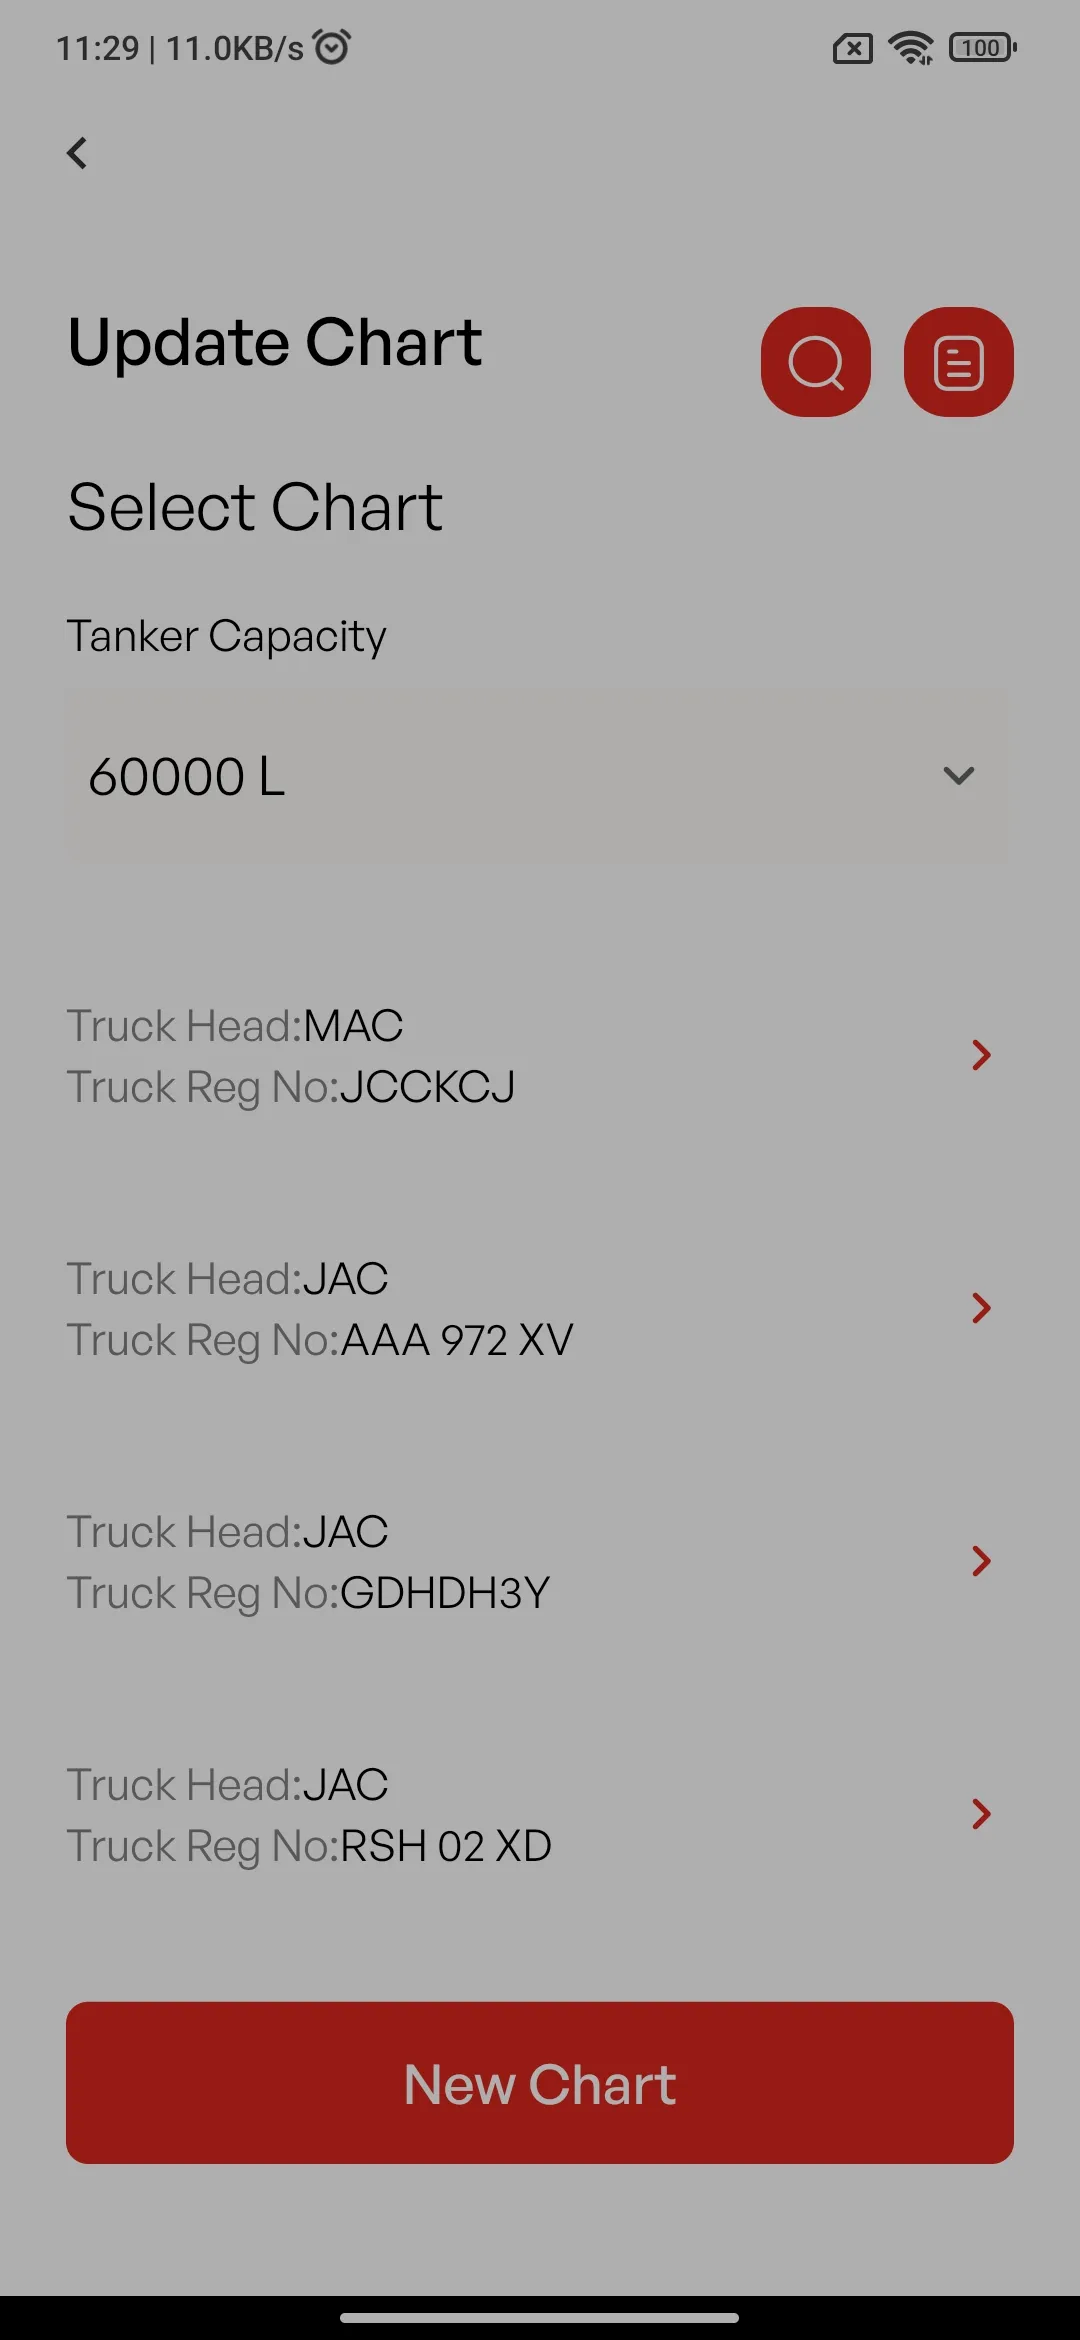 11:29 | 11.0KB/s
100
Update Chart
Select Chart
Tanker Capacity
60000 L
Truck Head:MAC
Truck Reg No:JCCKCJ
Truck Head:JAC
Truck Reg No:AAA 972 XV
Truck Head:JAC
Truck Reg No:GDHDH3Y
Truck Head:JAC
Truck Reg No:RSH 02 XD
New Chart